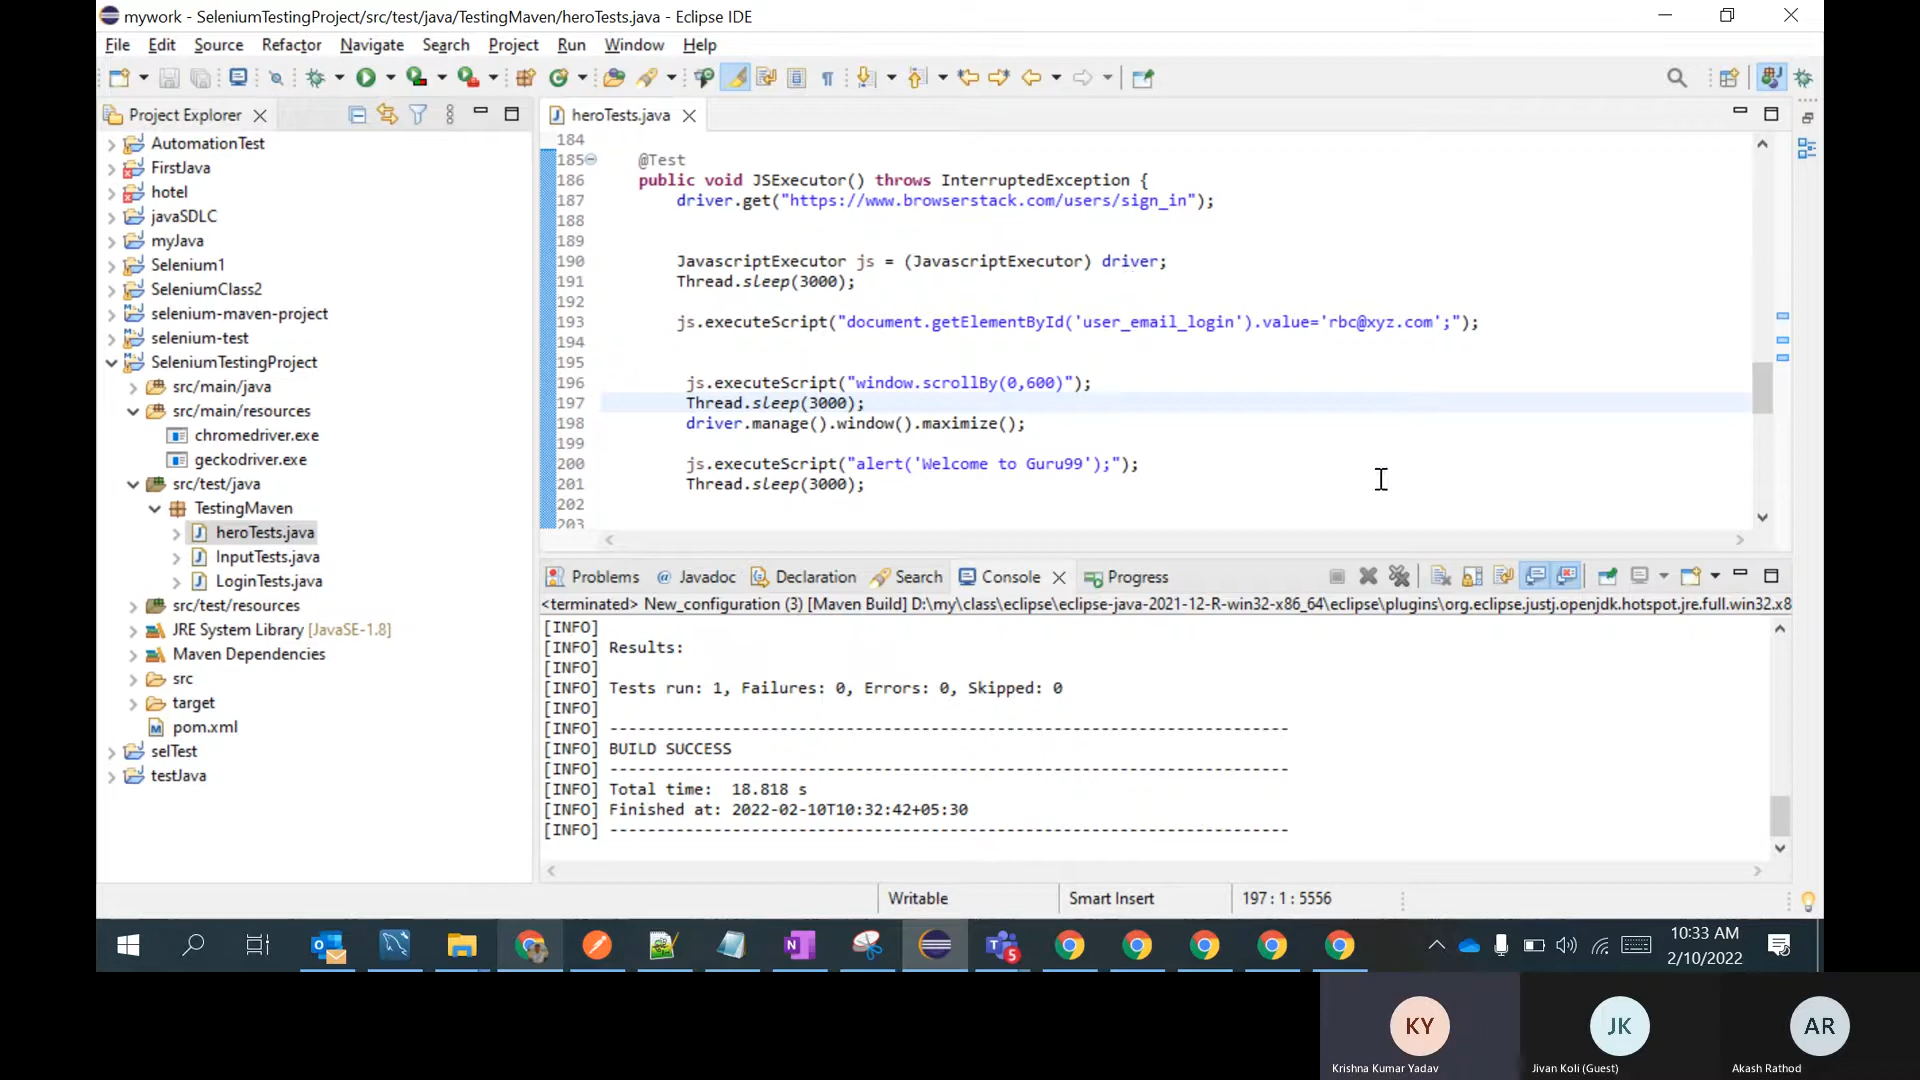 mywork - SeleniumTestingProject/src/test/java/TestingMaven/heroTests.java - Eclipse IDE
File Edit Source Refactor Navigate Search Project Run Window Help
Project Explorer
AutomationTest
FirstJava
hotel
javaSDLC
myJava
Selenium1
SeleniumClass2
selenium-maven-project
selenium-test
SeleniumTestingProject
src/main/java
src/main/resources
chromedriver.exe
geckodriver.exe
src/test/java
TestingMaven
heroTests.java
InputTests.java
LoginTests.java
src/test/resources
JRE System Library [JavaSE-1.8]
Maven Dependencies
src
target
pom.xml
selTest
testJava
heroTests.java
184
185 @Test
186 public void JSExecutor() throws InterruptedException {
187 driver.get("https://www.browserstack.com/users/sign_in");
188
189
190 JavascriptExecutor js = (JavascriptExecutor) driver;
191 Thread.sleep(3000);
192
193 js.executeScript("document.getElementById('user_email_login').value='rbc@xyz.com';");
194
195
196 js.executeScript("window.scrollBy(0,600)");
197 Thread.sleep(3000);
198 driver.manage().window().maximize();
199
200 js.executeScript("alert('Welcome to Guru99');");
201 Thread.sleep(3000);
202
203
Problems @ Javadoc Declaration Search Console Progress
<terminated> New_configuration (3) [Maven Build] D:\my\class\eclipse\eclipse-java-2021-12-R-win32-x86_64\eclipse\plugins\org.eclipse.justj.openjdk.hotspot.jre.full.win32.x8
[INFO]
[INFO] Results:
[INFO]
[INFO] Tests run: 1, Failures: 0, Errors: 0, Skipped: 0
[INFO]
[INFO] ------------------------------------------------------------------------
[INFO] BUILD SUCCESS
[INFO] ------------------------------------------------------------------------
[INFO] Total time: 18.818 s
[INFO] Finished at: 2022-02-10T10:32:42+05:30
[INFO] ------------------------------------------------------------------------
Writable Smart Insert 197 : 1 : 5556
10:33 AM
2/10/2022
KY JK AR
Krishna Kumar Yadav Jivan Koli (Guest) Akash Rathod